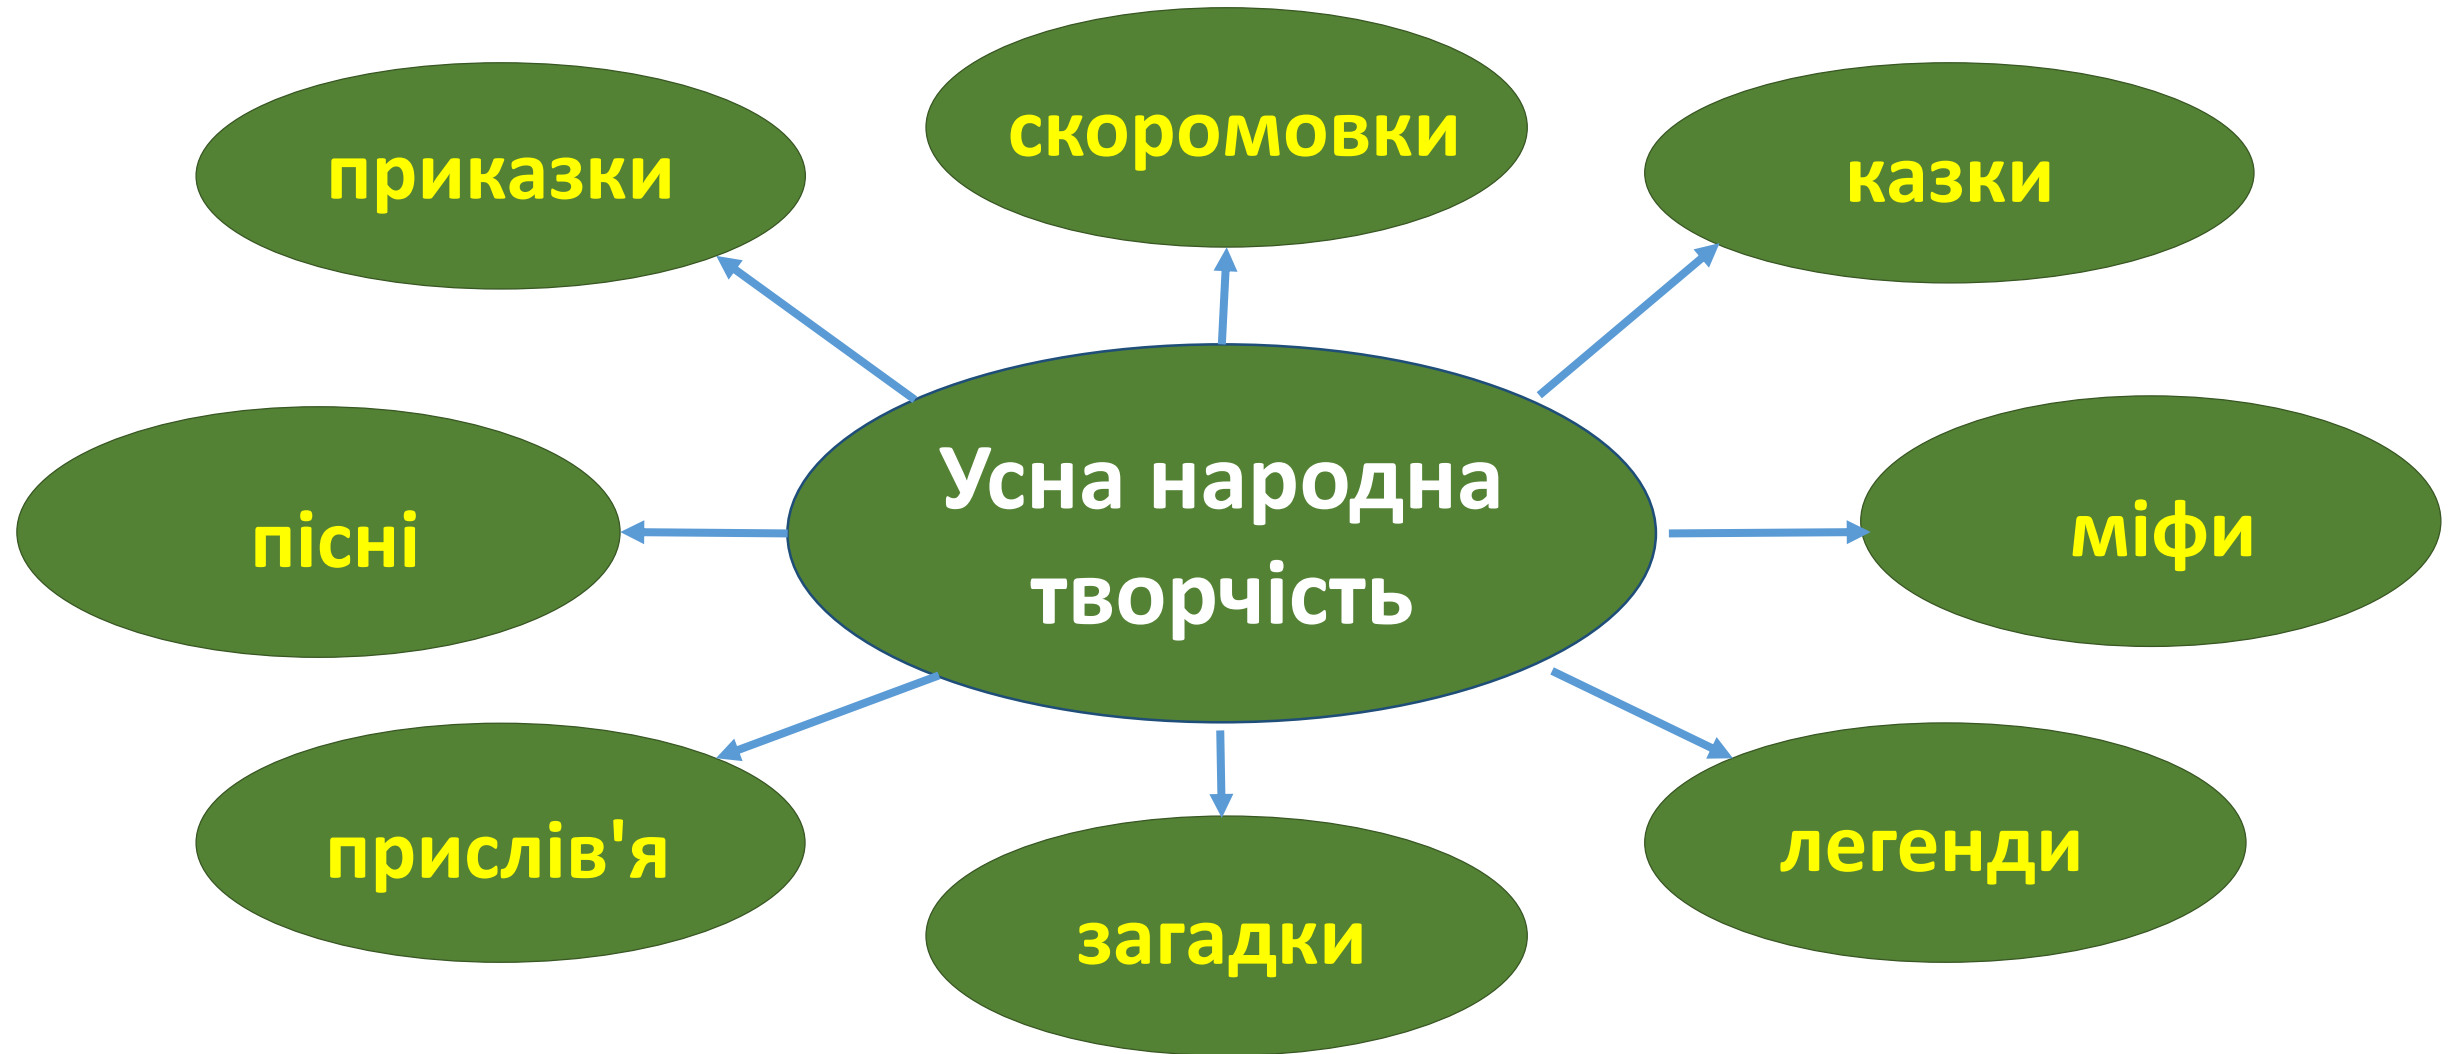 скоромовки
приказки
казки
Усна народна
творчість
пісні
міфи
прислів'я
легенди
загадки